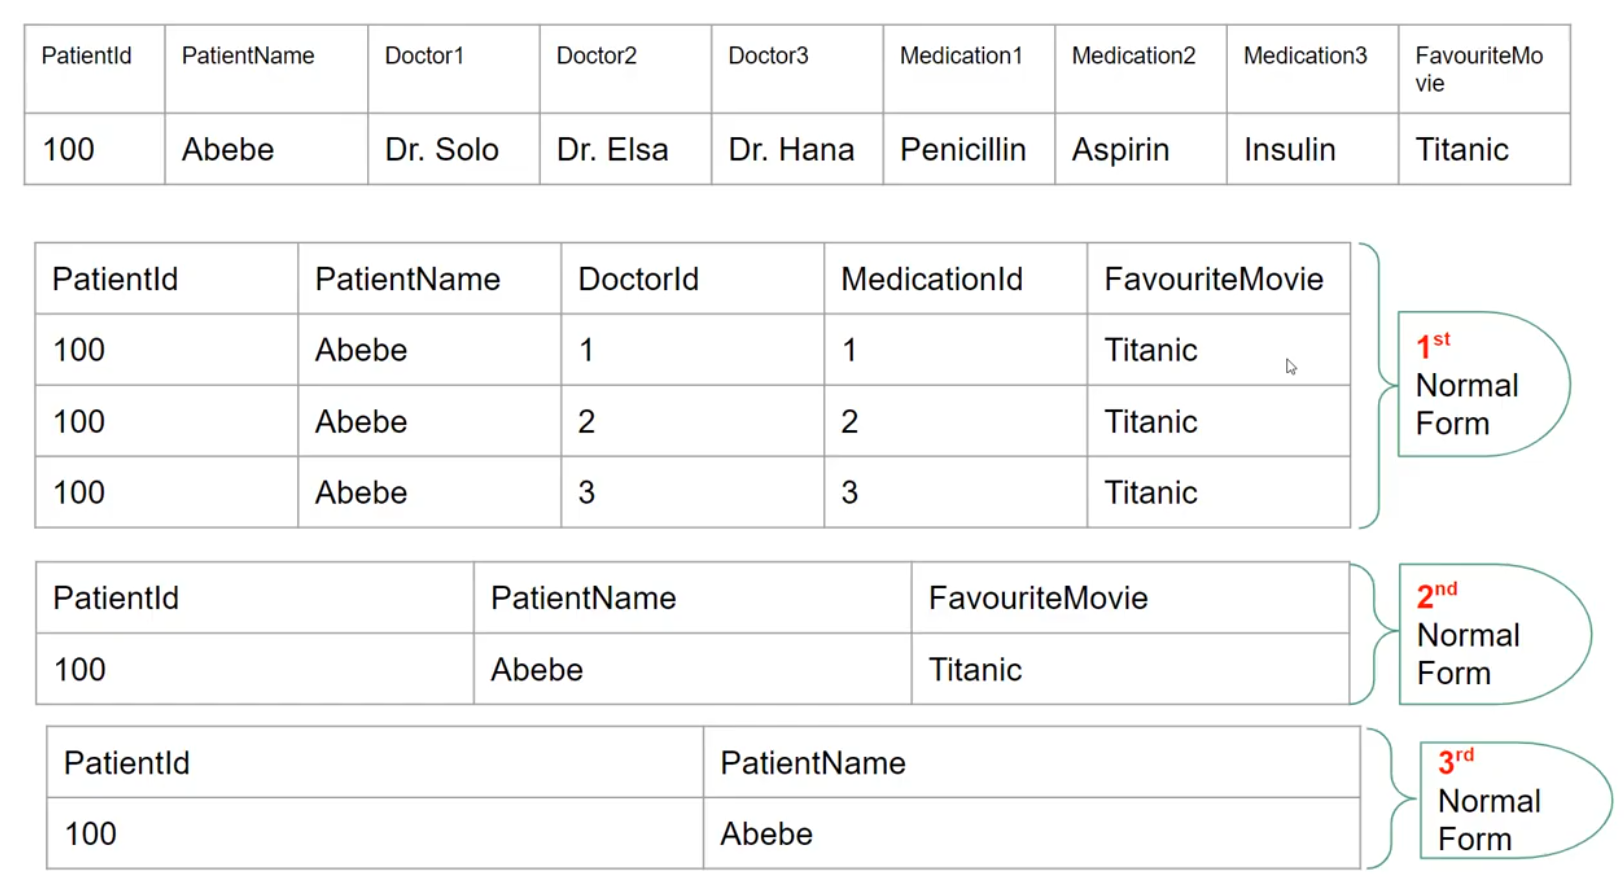 PatientId PatientName Doctor1 Doctor2 Doctor3 Medication1 Medication2 Medication3 FavouriteMo
vie
100 Abebe Dr. Solo Dr. Elsa Dr. Hana Penicillin Aspirin Insulin Titanic
PatientId PatientName DoctorId MedicationId FavouriteMovie
100 Abebe 1 1 Titanic
100 Abebe 2 2 Titanic
100 Abebe 3 3 Titanic
1st
Normal
Form
PatientId PatientName FavouriteMovie
100 Abebe Titanic
2nd
Normal
Form
PatientId PatientName
100 Abebe
3rd
Normal
Form